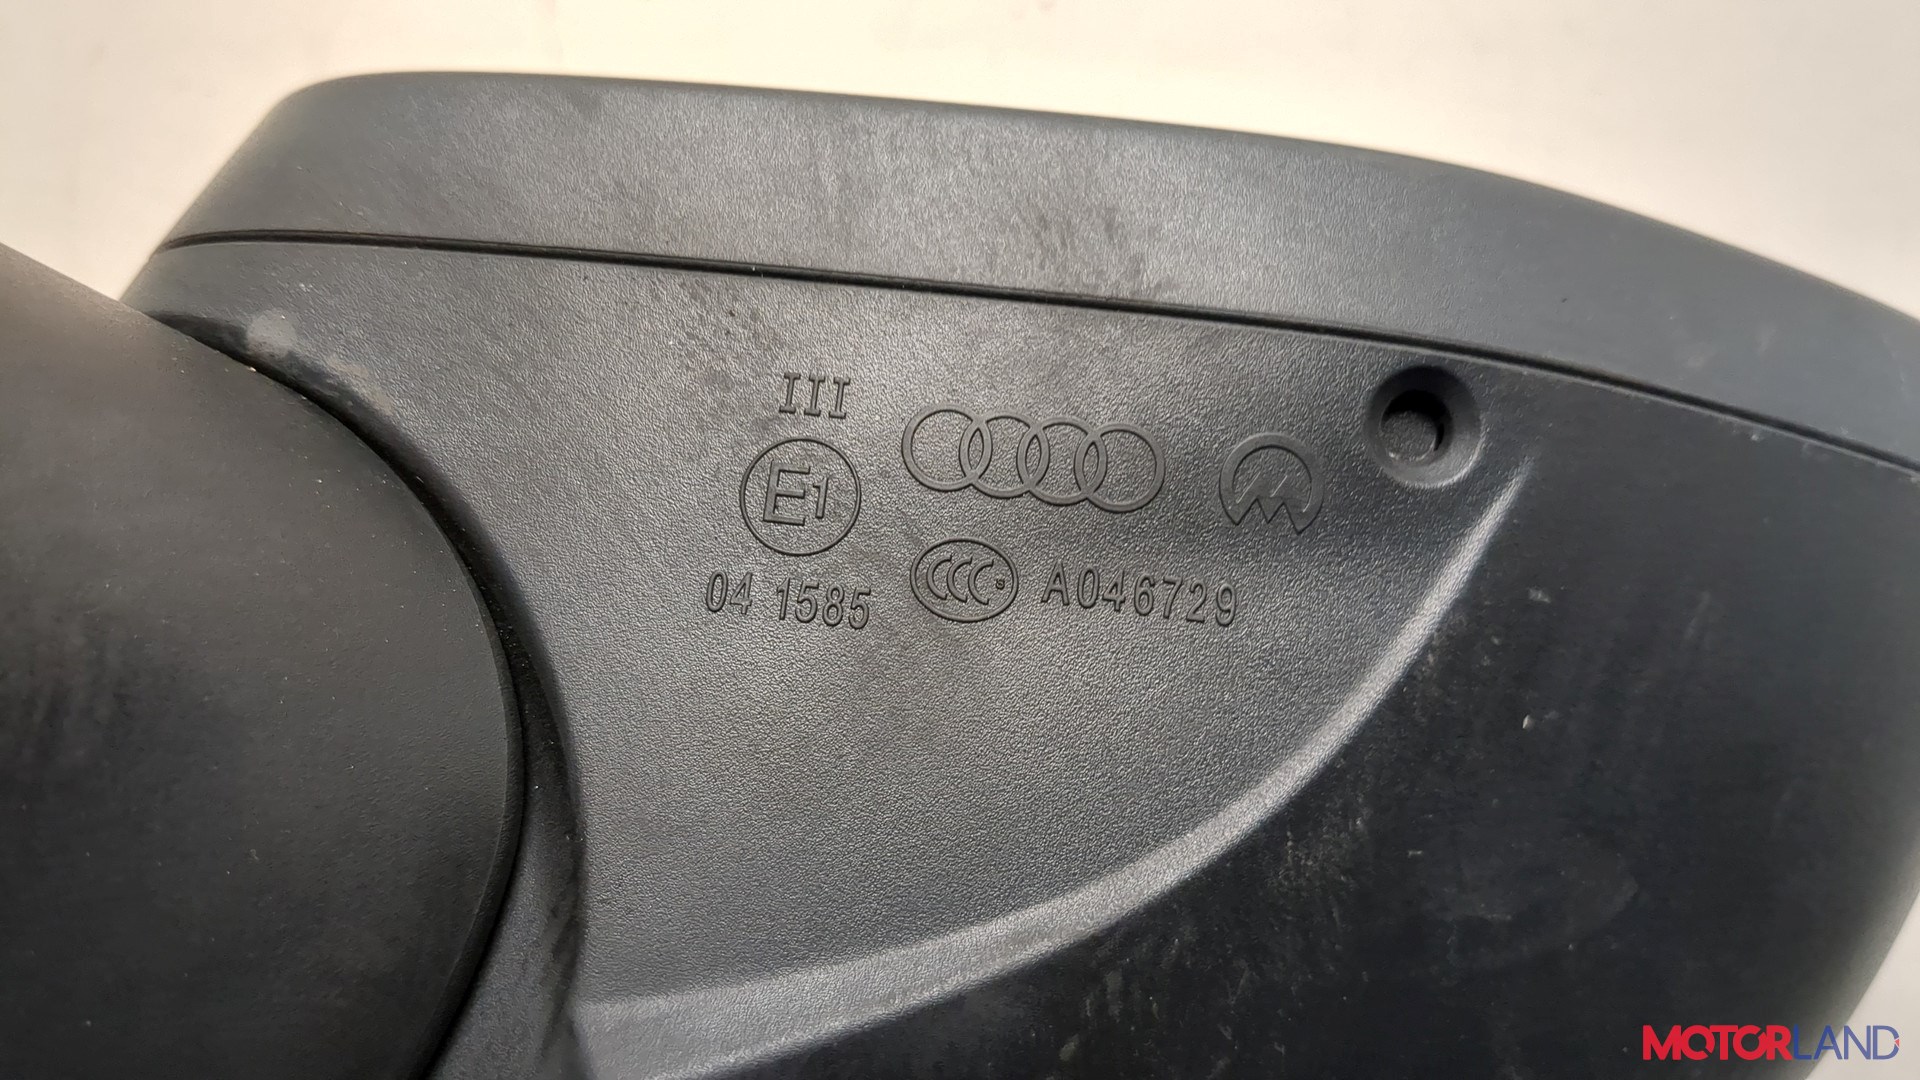 III
E1
04 1585
CCC S A046729
MOTORLAND